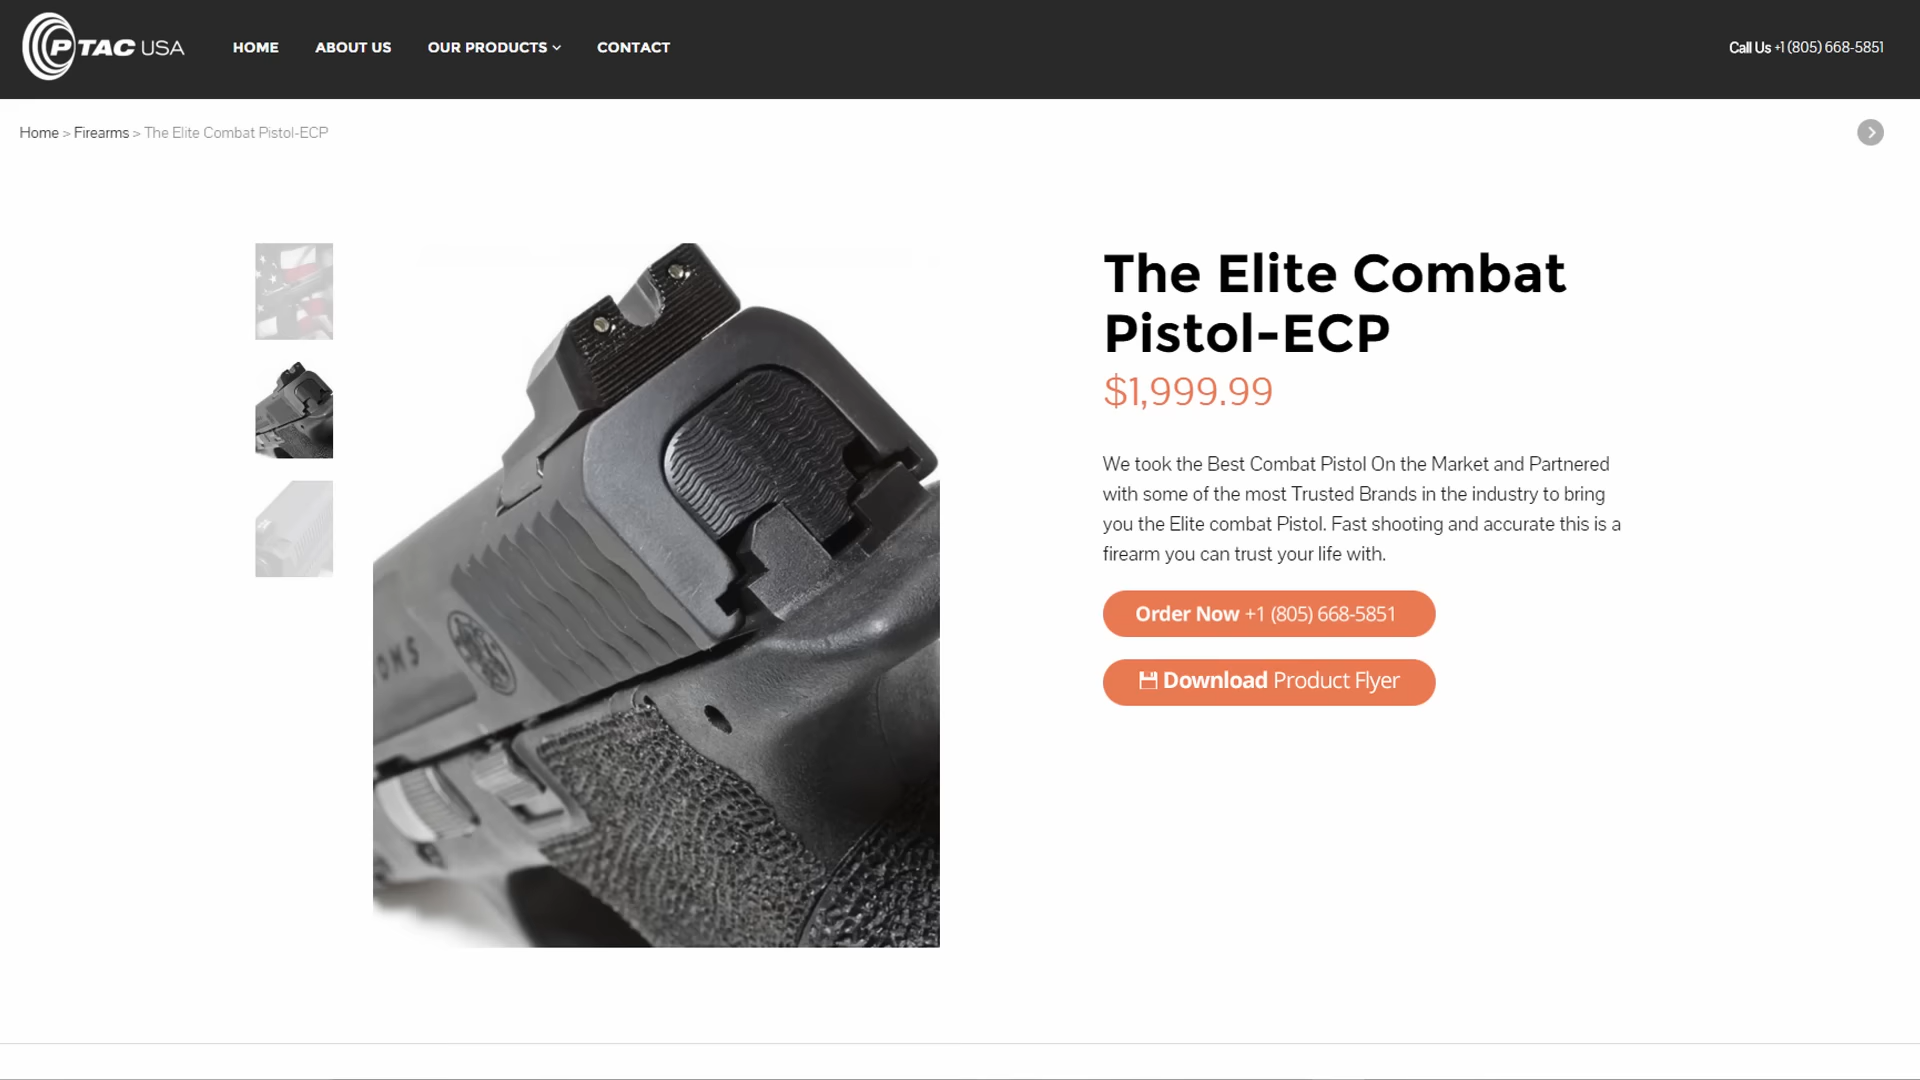 PTAC USA
HOME
ABOUT US
OUR PRODUCTS
CONTACT
Call Us +1 (805) 668-5851
Home > Firearms > The Elite Combat Pistol-ECP
The Elite Combat
Pistol-ECP
$1,999.99
We took the Best Combat Pistol On the Market and Partnered
with some of the most Trusted Brands in the industry to bring
you the Elite combat Pistol. Fast shooting and accurate this is a
firearm you can trust your life with.
Order Now +1 (805) 668-5851
Download Product Flyer